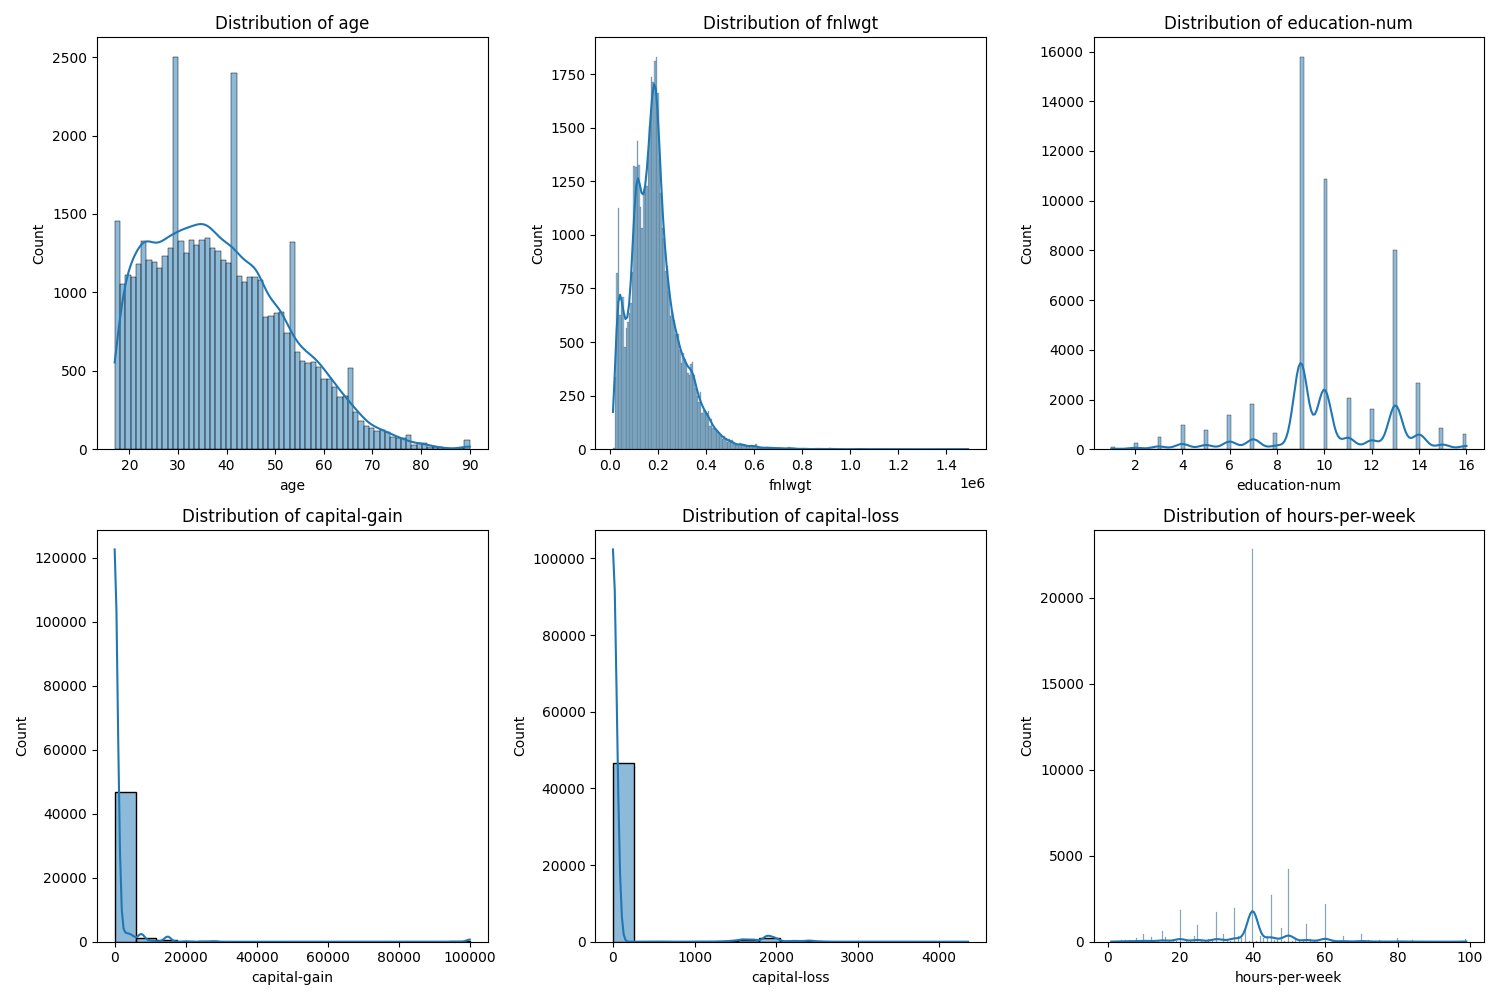 Distribution of age
Count
2500
2000
1500
1000
500
0
20 30 40 50 60 70 80 90
age
Distribution of fnlwgt
Count
1750
1500
1250
1000
750
500
250
0
0.0 0.2 0.4 0.6 0.8 1.0 1.2 1.4
1e6
fnlwgt
Distribution of education-num
Count
16000
14000
12000
10000
8000
6000
4000
2000
0
2 4 6 8 10 12 14 16
education-num
Distribution of capital-gain
Count
120000
100000
80000
60000
40000
20000
0
0 20000 40000 60000 80000 100000
capital-gain
Distribution of capital-loss
Count
100000
80000
60000
40000
20000
0
0 1000 2000 3000 4000
capital-loss
Distribution of hours-per-week
Count
20000
15000
10000
5000
0
0 20 40 60 80 100
hours-per-week